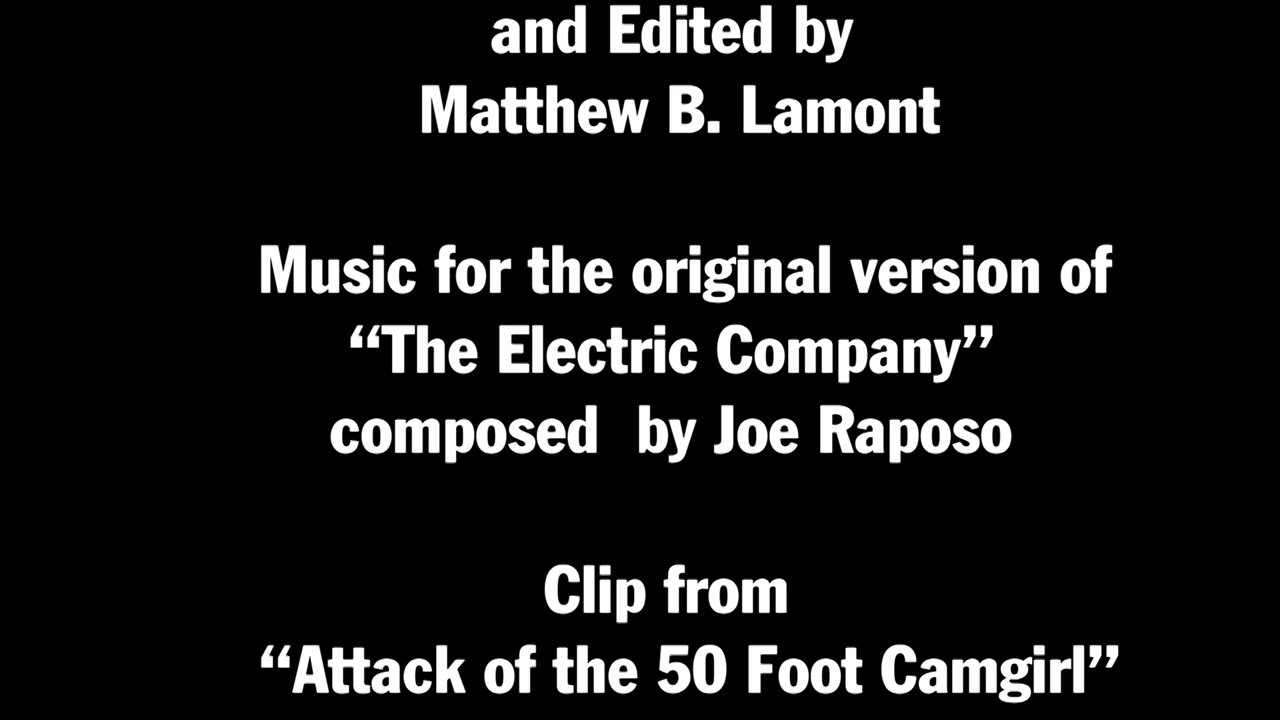 and Edited by
Matthew B. Lamont
Music for the original version of
“The Electric Company”
composed  by Joe Raposo
Clip from
“Attack of the 50 Foot Camgirl”